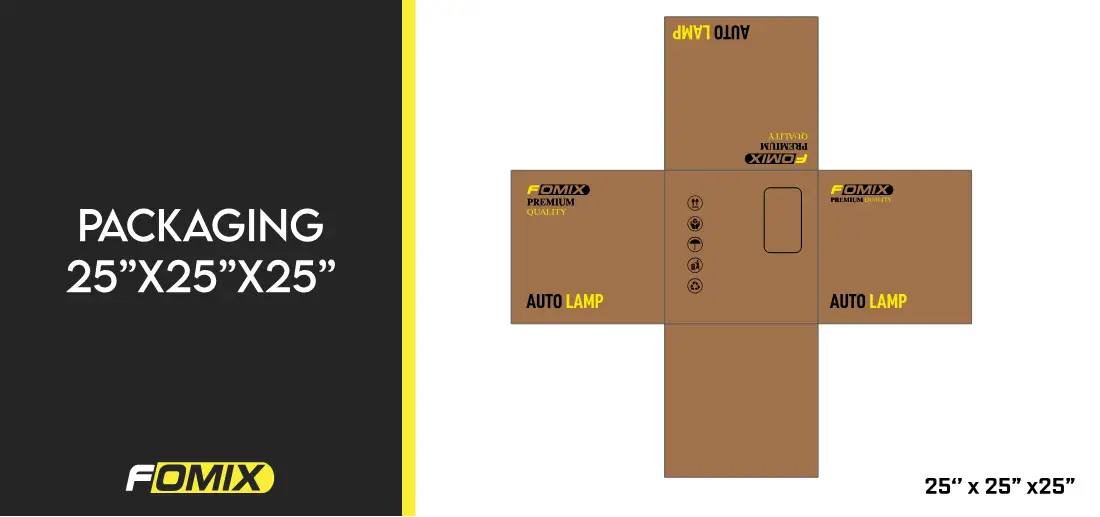 PACKAGING
25”X25”X25”
FOMIX
AUTO LAMP
FOMIX
PREMIUM
QUALITY
FOMIX
PREMIUM
QUALITY
AUTO LAMP
FOMIX
PREMIUM QUALITY
AUTO LAMP
25‘’ x 25” x25”